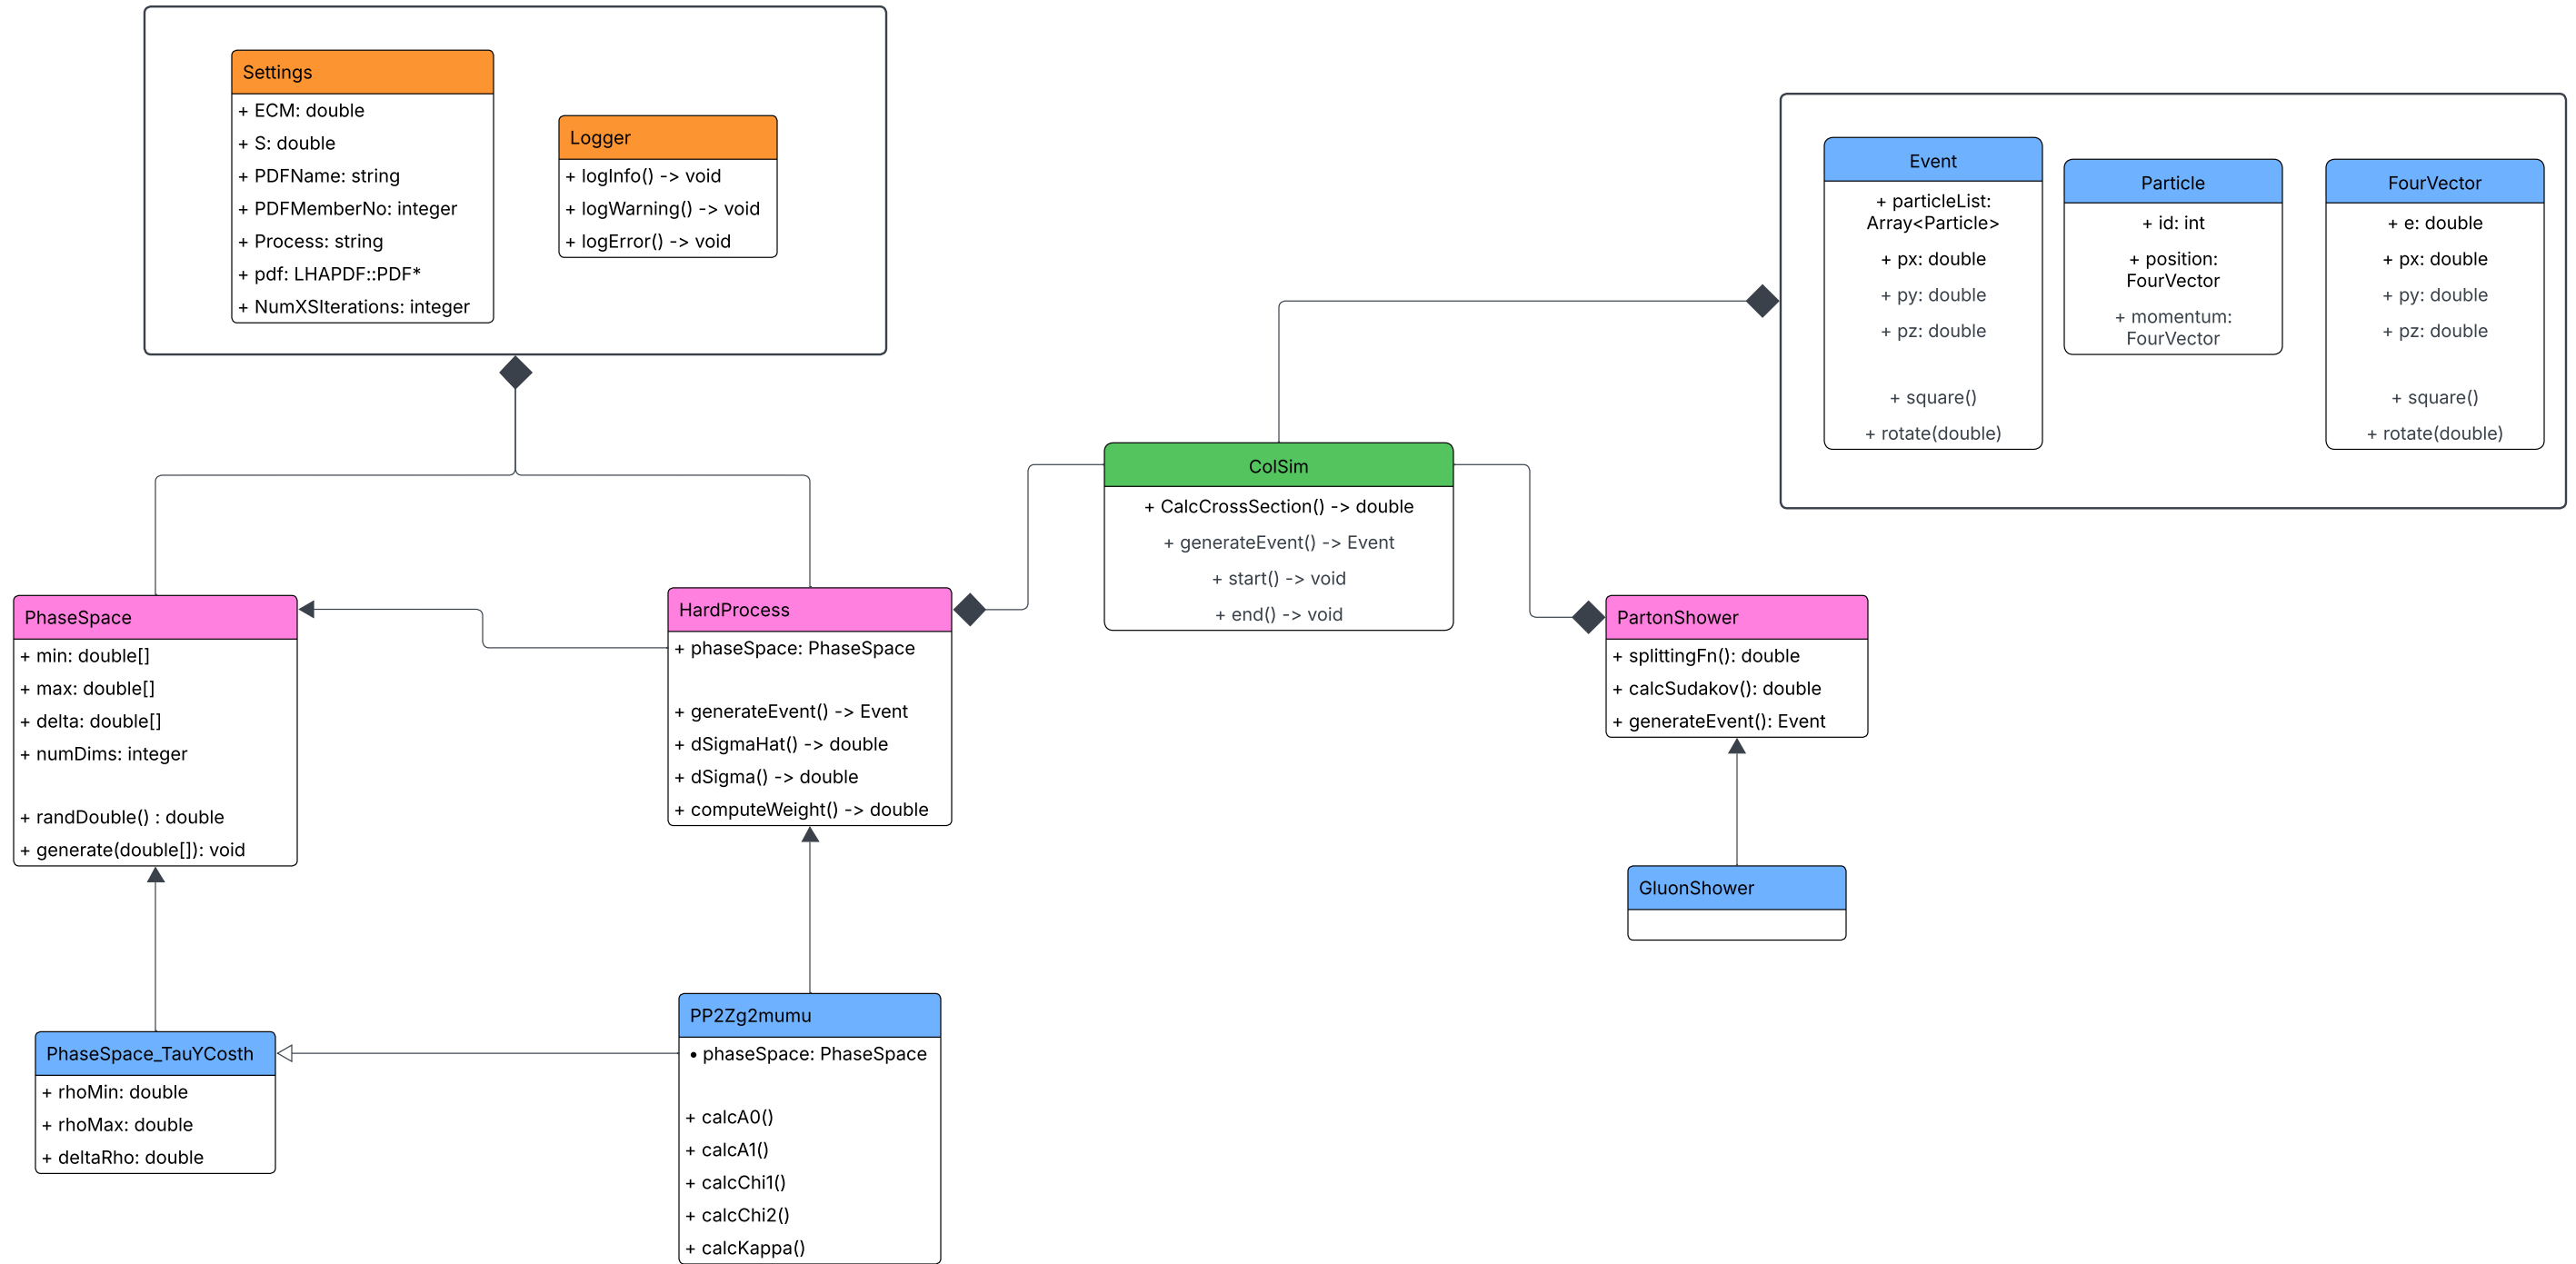 Settings
+ ECM: double
+ S: double
+ PDFName: string
+ PDFMemberNo: integer
+ Process: string
+ pdf: LHAPDF::PDF*
+ NumXSIterations: integer
Logger
+ logInfo() -> void
+ logWarning() -> void
+ logError() -> void
Event
+ particleList:
Array<Particle>
+ px: double
+ py: double
+ pz: double
+ square()
+ rotate(double)
Particle
+ id: int
+ position:
FourVector
+ momentum:
FourVector
FourVector
+ e: double
+ px: double
+ py: double
+ pz: double
+ square()
+ rotate(double)
ColSim
+ CalcCrossSection() -> double
+ generateEvent() -> Event
+ start() -> void
+ end() -> void
PhaseSpace
+ min: double[]
+ max: double[]
+ delta: double[]
+ numDims: integer
+ randDouble() : double
+ generate(double[]): void
HardProcess
+ phaseSpace: PhaseSpace
+ generateEvent() -> Event
+ dSigmaHat() -> double
+ dSigma() -> double
+ computeWeight() -> double
PartonShower
+ splittingFn(): double
+ calcSudakov(): double
+ generateEvent(): Event
GluonShower
PhaseSpace_TauYCosth
+ rhoMin: double
+ rhoMax: double
+ deltaRho: double
PP2Zg2mumu
• phaseSpace: PhaseSpace
+ calcA0()
+ calcA1()
+ calcChi1()
+ calcChi2()
+ calcKappa()